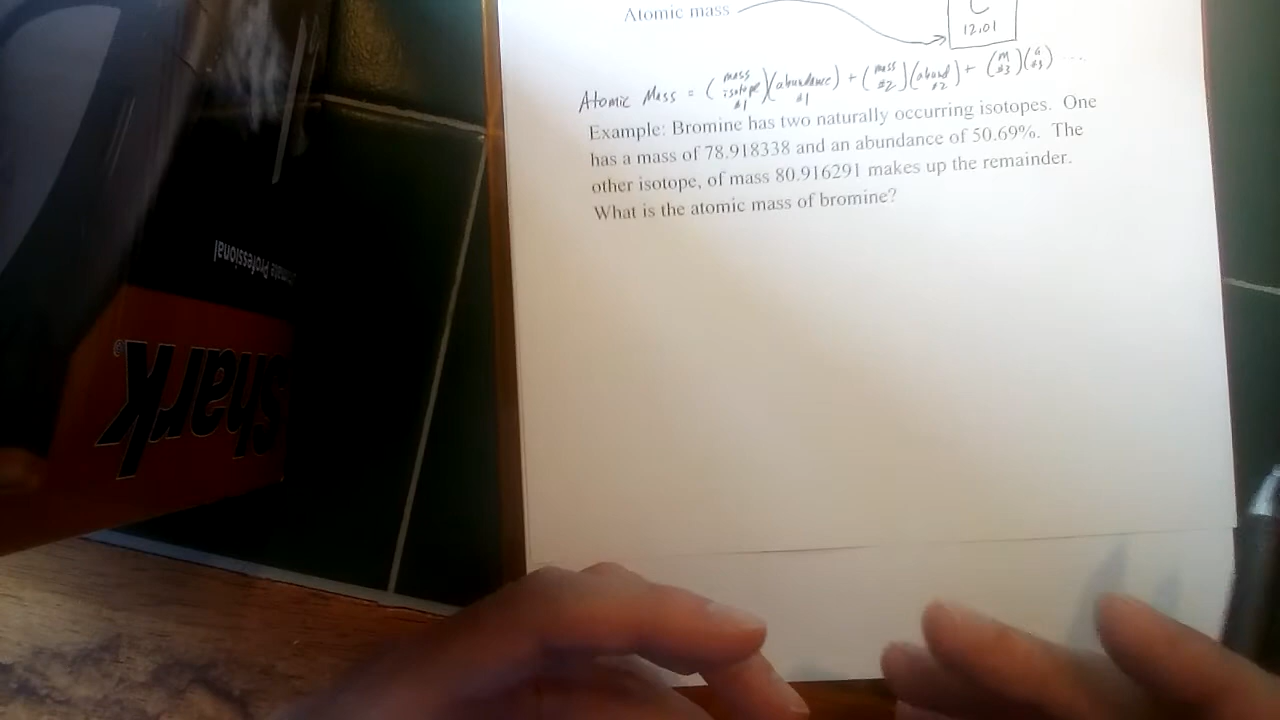 Atomic mass
C
12.01
Atomic Mass = (mass isotope #1)(abundance #1) + (mass #2)(abund #2) + (M #3)(a #3) ...
Example: Bromine has two naturally occurring isotopes. One
has a mass of 78.918338 and an abundance of 50.69%. The
other isotope, of mass 80.916291 makes up the remainder.
What is the atomic mass of bromine?
Professional
Shark®